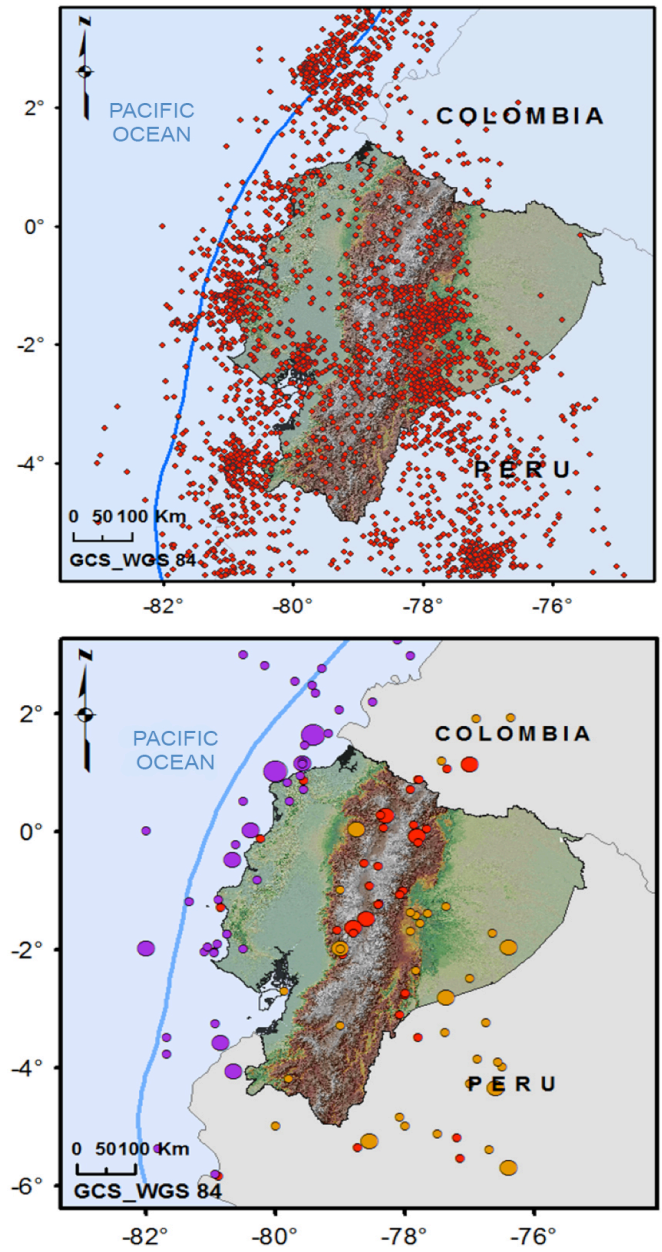 N
2°
PACIFIC
OCEAN
COLOMBIA
0°
-2°
-4°
PERU
0 50 100 Km
GCS_WGS 84
-82° -80° -78° -76°
N
2°
PACIFIC
OCEAN
COLOMBIA
0°
-2°
-4°
PERU
0 50 100 Km
GCS_WGS 84
-6°
-82° -80° -78° -76°